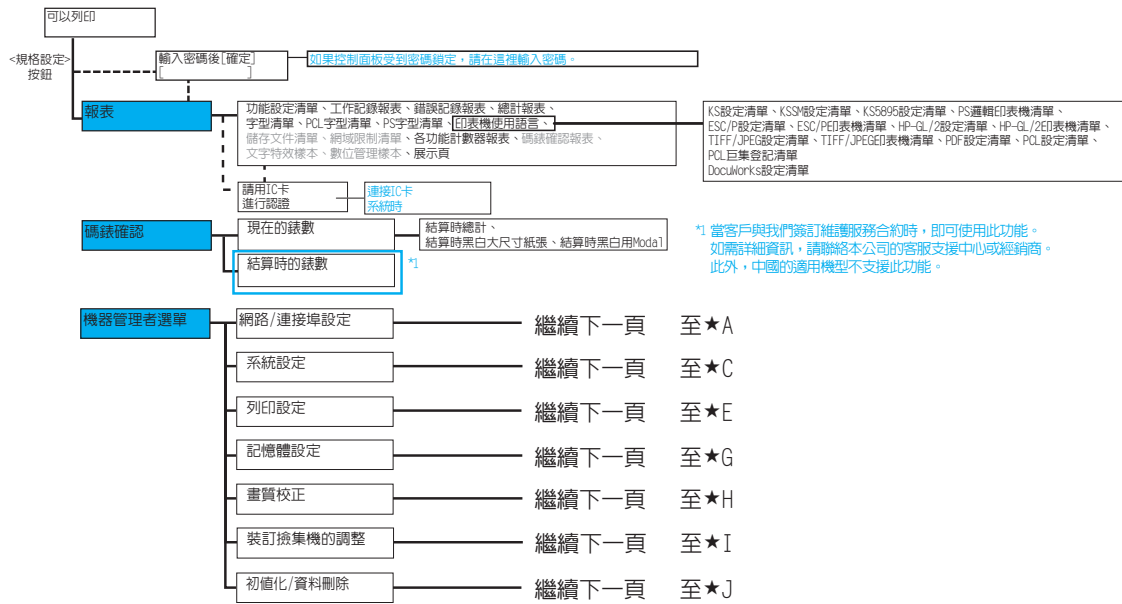 可以列印
<規格設定>
按鈕
輸入密碼後[確定]
[ ]
如果控制面板受到密碼鎖定，請在這裡輸入密碼。
報表
功能設定清單、工作記錄報表、錯誤記錄報表、總計報表、
字型清單、PCL字型清單、PS字型清單、印表機使用語言、
儲存文件清單、網域限制清單、各功能計數器報表、碼錶確認報表、
文字特效樣本、數位管理樣本、展示頁
KS設定清單、KSSM設定清單、KS5895設定清單、PS邏輯印表機清單、
ESC/P設定清單、ESC/P印表機清單、HP-GL/2設定清單、HP-GL/2印表機清單、
TIFF/JPEG設定清單、TIFF/JPEG印表機清單、PDF設定清單、PCL設定清單、
PCL巨集登記清單
DocuWorks設定清單
請用IC卡
進行認證
連接IC卡
系統時
碼錶確認
現在的錶數
結算時總計、
結算時黑白大尺寸紙張、結算時黑白用Modal
結算時的錶數
*1
*1 當客戶與我們簽訂維護服務合約時，即可使用此功能。
如需詳細資訊，請聯絡本公司的客服支援中心或經銷商。
此外，中國的適用機型不支援此功能。
機器管理者選單
網路/連接埠設定 繼續下一頁 至★A
系統設定 繼續下一頁 至★C
列印設定 繼續下一頁 至★E
記憶體設定 繼續下一頁 至★G
畫質校正 繼續下一頁 至★H
裝訂撿集機的調整 繼續下一頁 至★I
初値化/資料刪除 繼續下一頁 至★J